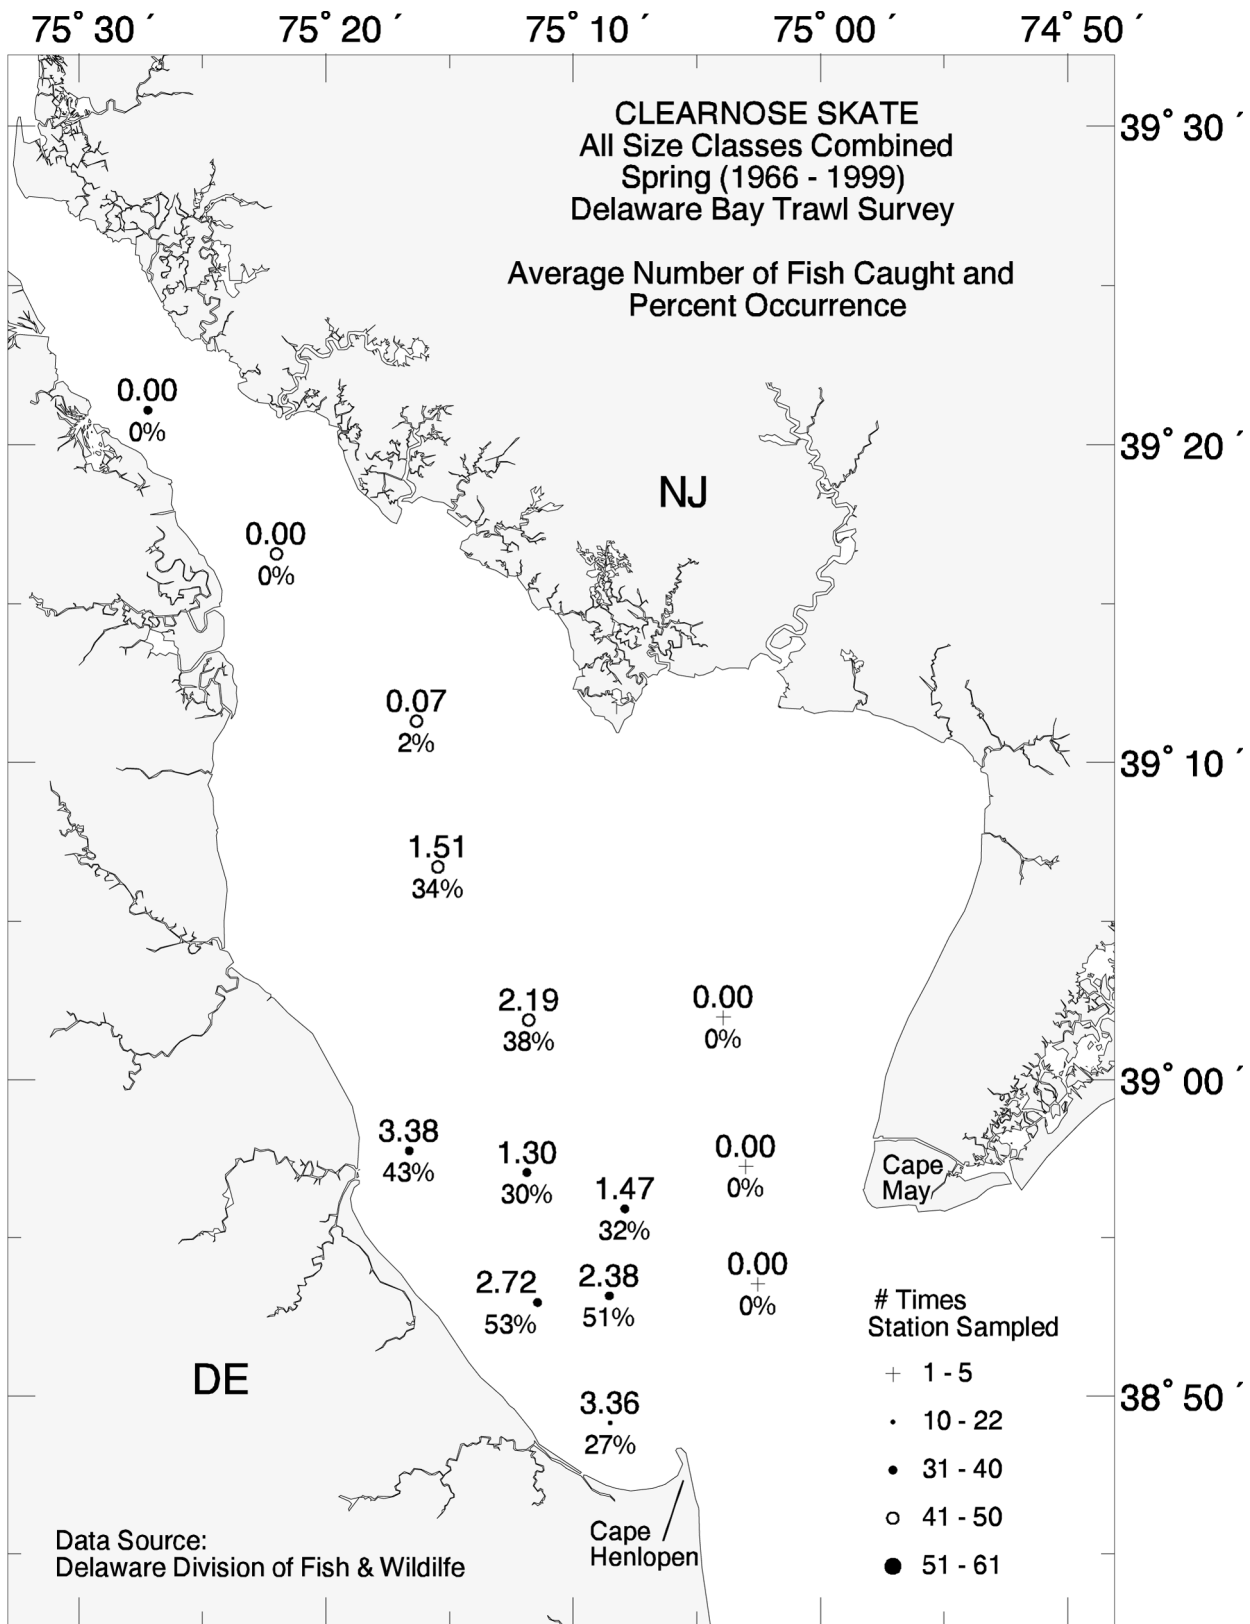 75° 30 ´ 75° 20 ´ 75° 10 ´ 75° 00 ´ 74° 50 ´
CLEARNOSE SKATE
All Size Classes Combined
Spring (1966 - 1999)
Delaware Bay Trawl Survey
Average Number of Fish Caught and
Percent Occurrence
39° 30 ´
0.00
0%
39° 20 ´
NJ
0.00
0%
0.07
2%
39° 10 ´
1.51
34%
2.19
38%
0.00
0%
39° 00 ´
3.38
43%
1.30
30%
0.00
0%
Cape
May
1.47
32%
2.72
53%
2.38
51%
0.00
0%
# Times
Station Sampled
1 - 5
10 - 22
31 - 40
41 - 50
51 - 61
DE
38° 50 ´
3.36
27%
Cape
Henlopen
Data Source:
Delaware Division of Fish & Wildilfe